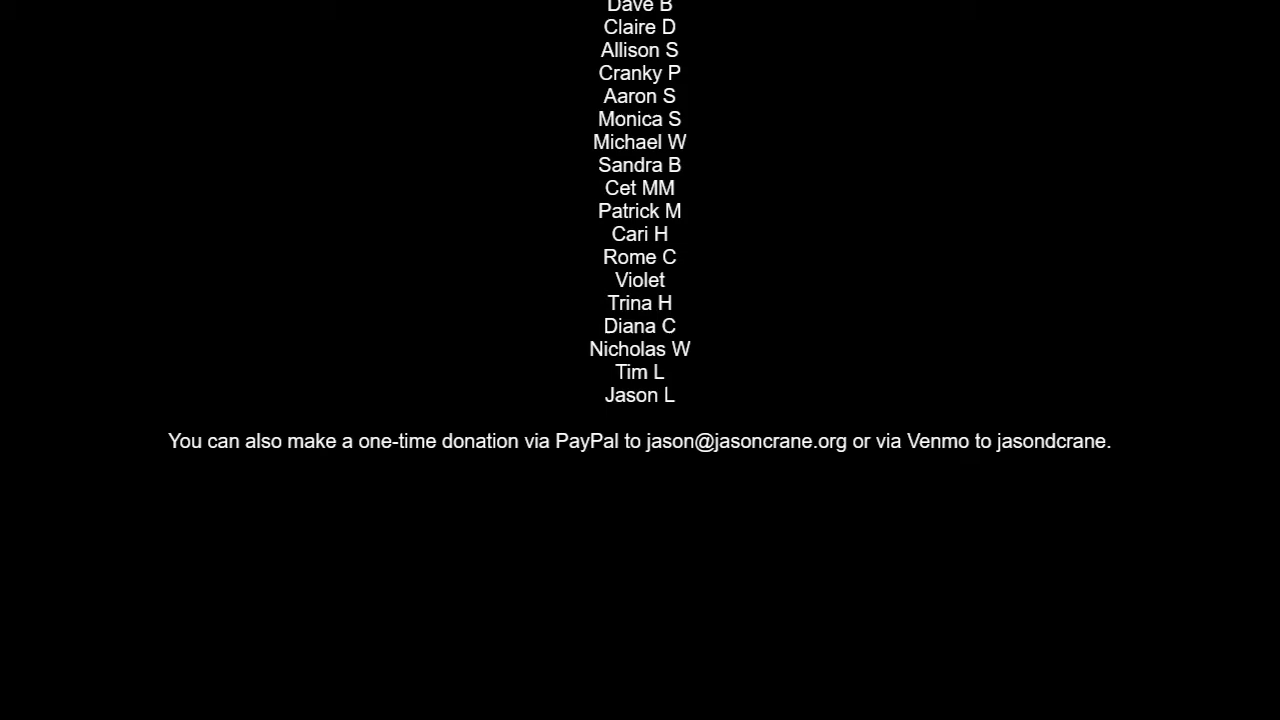 Dave B
Claire D
Allison S
Cranky P
Aaron S
Monica S
Michael W
Sandra B
Cet MM
Patrick M
Cari H
Rome C
Violet
Trina H
Diana C
Nicholas W
Tim L
Jason L
You can also make a one-time donation via PayPal to jason@jasoncrane.org or via Venmo to jasondcrane.